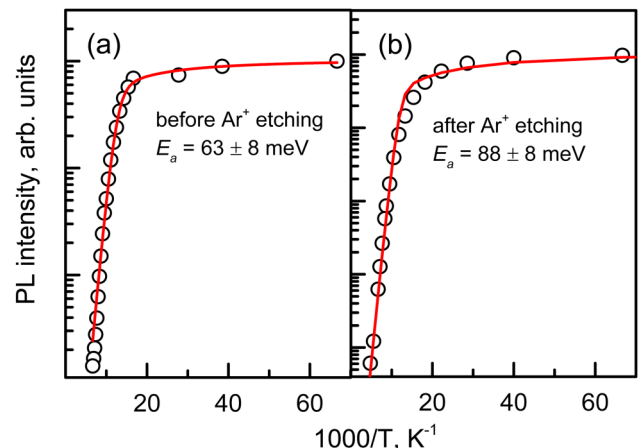 (a)
(b)
PL intensity, arb. units
before Ar⁺ etching
Eₐ = 63 ± 8 meV
after Ar⁺ etching
Eₐ = 88 ± 8 meV
20 40 60 20 40 60
1000/T, K⁻¹